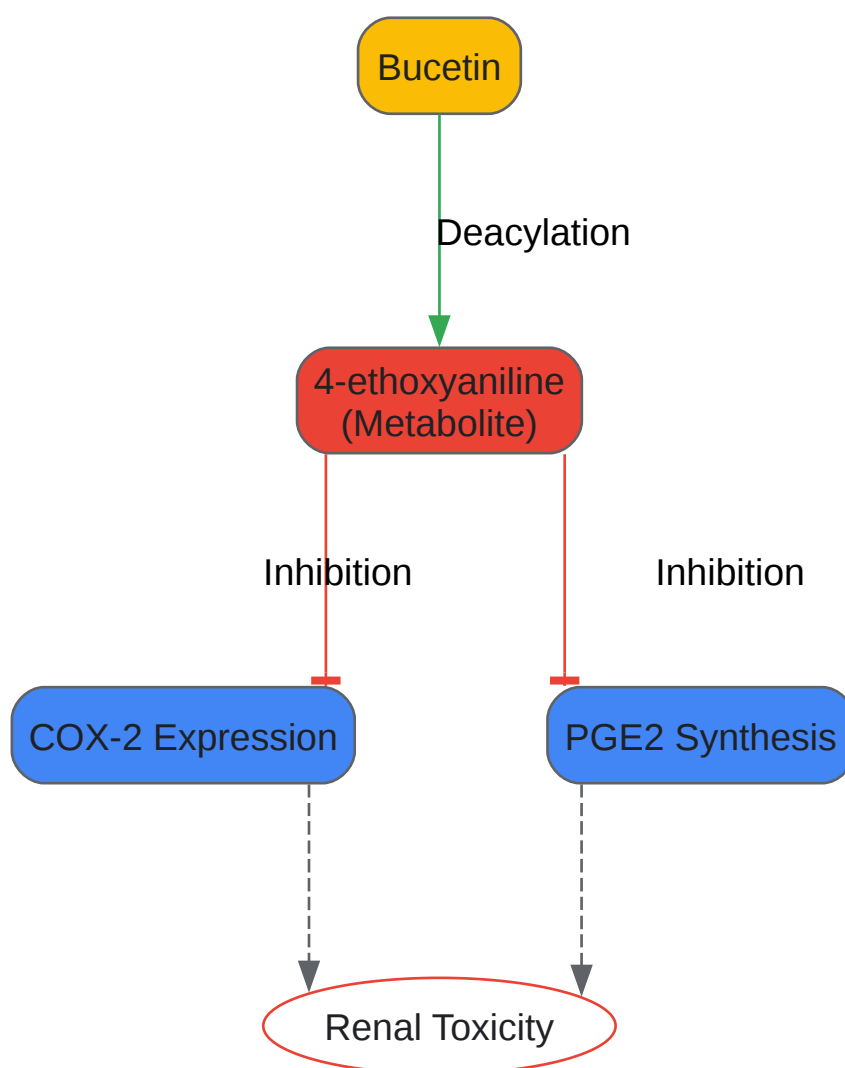 Bucetin
Deacylation
4-ethoxyaniline
(Metabolite)
Inhibition
Inhibition
COX-2 Expression
PGE2 Synthesis
Renal Toxicity